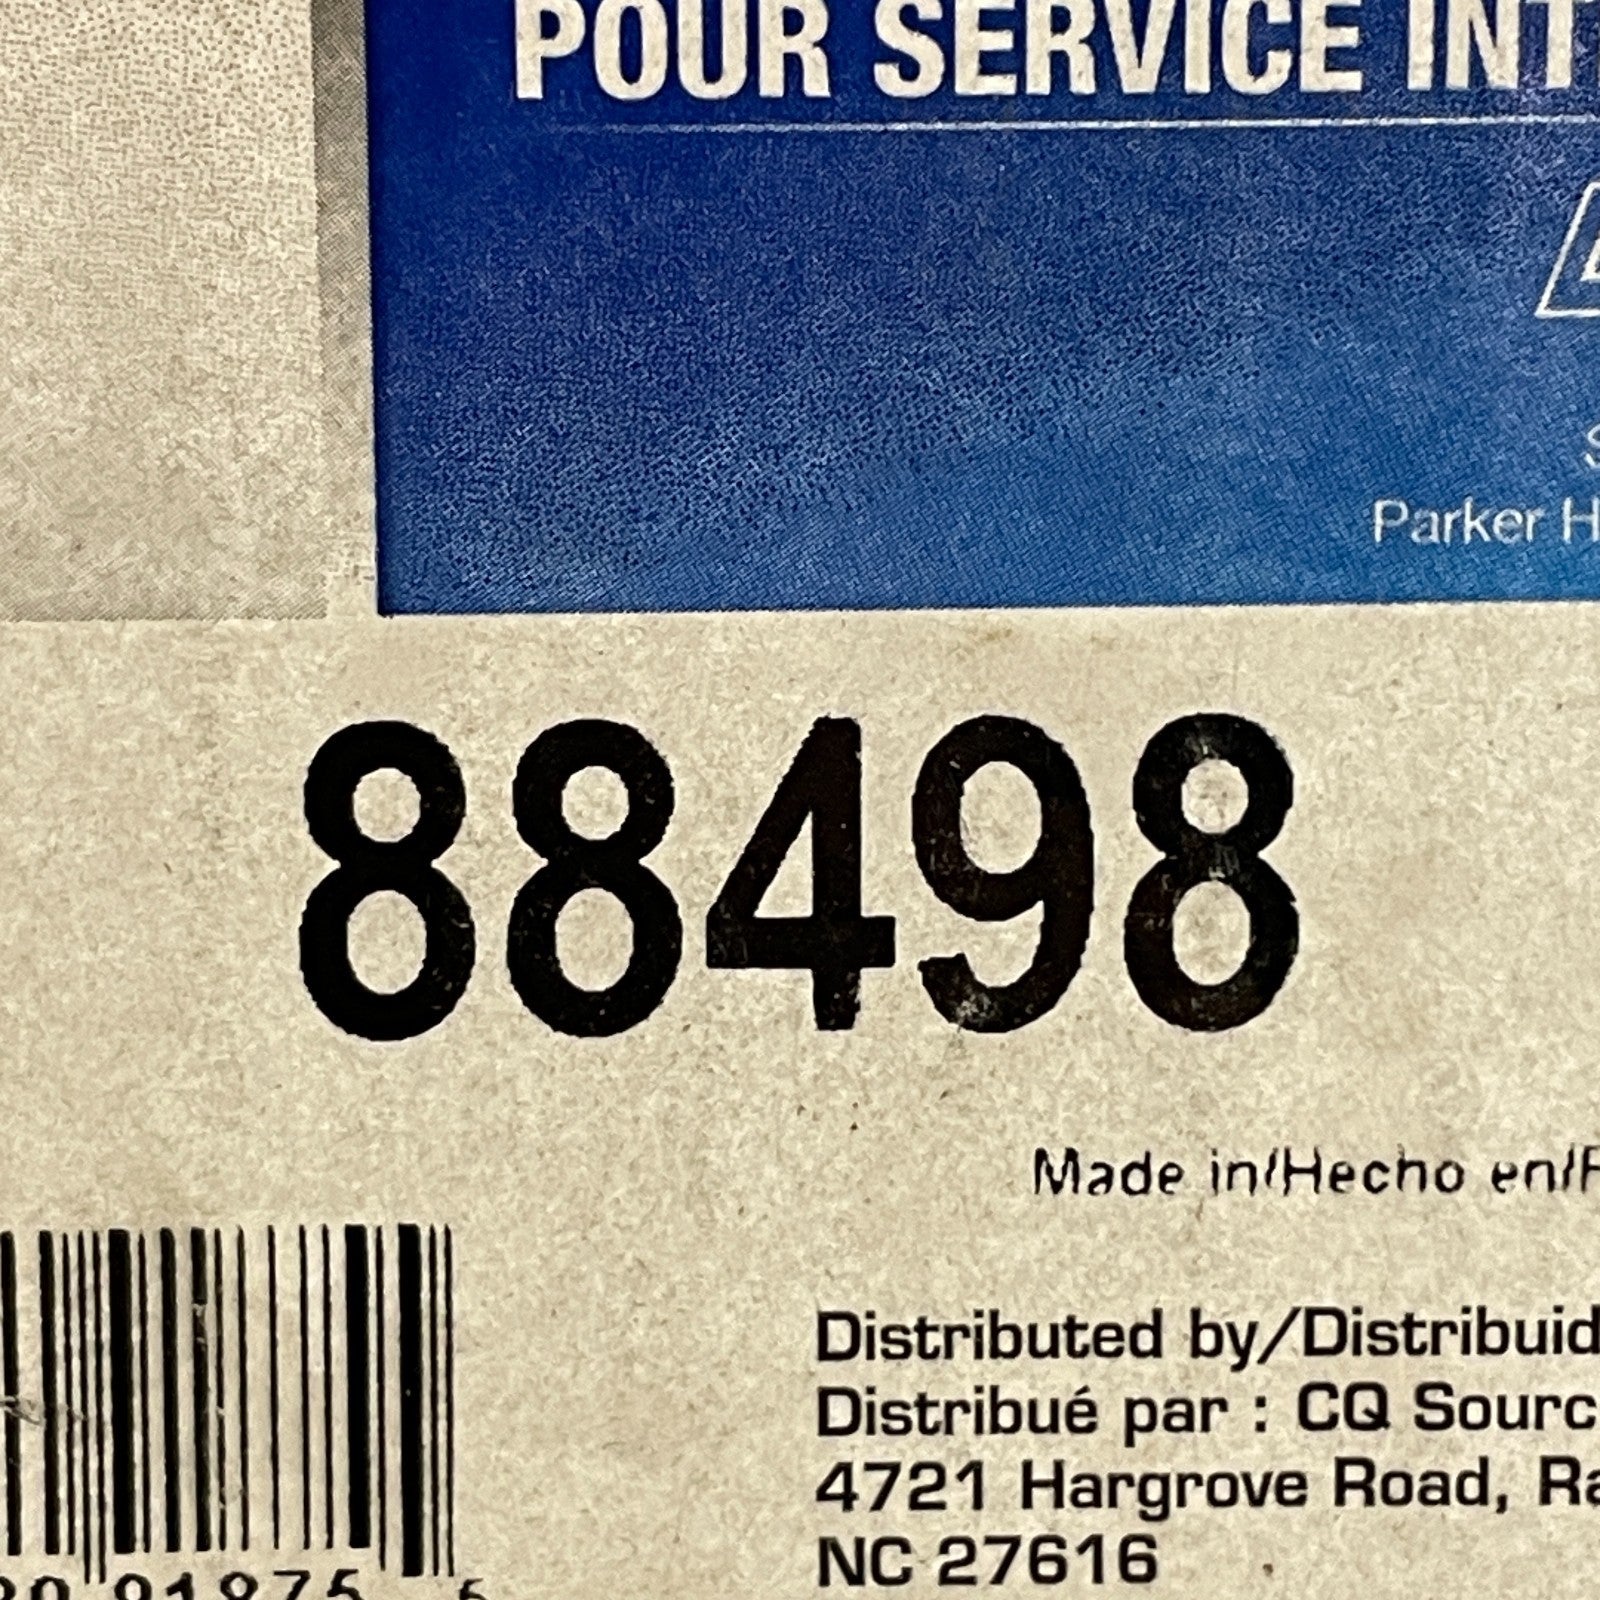 POUR SERVICE INT
Parker H
88498
Made in/Hecho en/F
Distributed by/Distribuid
Distribué par : CQ Sourc
4721 Hargrove Road, Ra
NC 27616